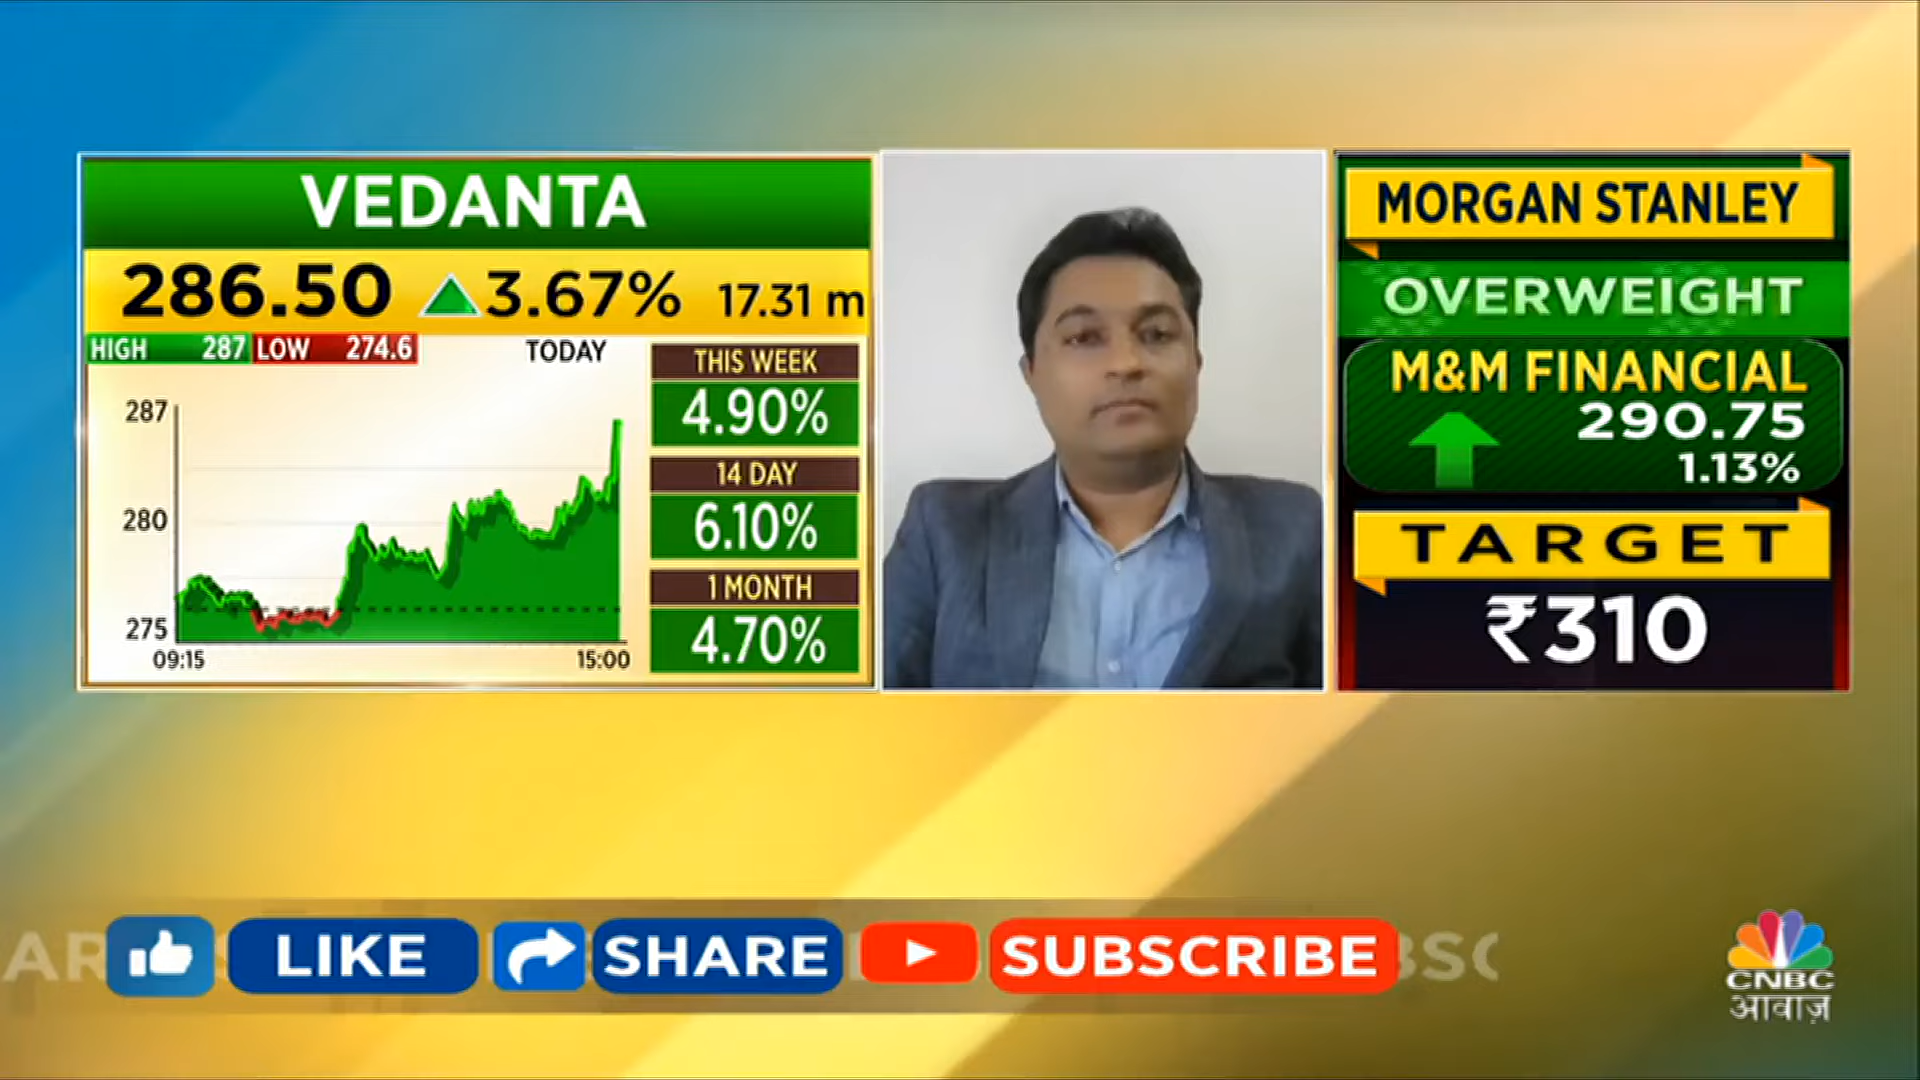 VEDANTA
286.50 3.67% 17.31 m
HIGH 287 LOW 274.6 TODAY
287
280
275
09:15 15:00
THIS WEEK
4.90%
14 DAY
6.10%
1 MONTH
4.70%
MORGAN STANLEY
OVERWEIGHT
M&M FINANCIAL
290.75
1.13%
TARGET
₹310
LIKE SHARE SUBSCRIBE
CNBC
आवाज़